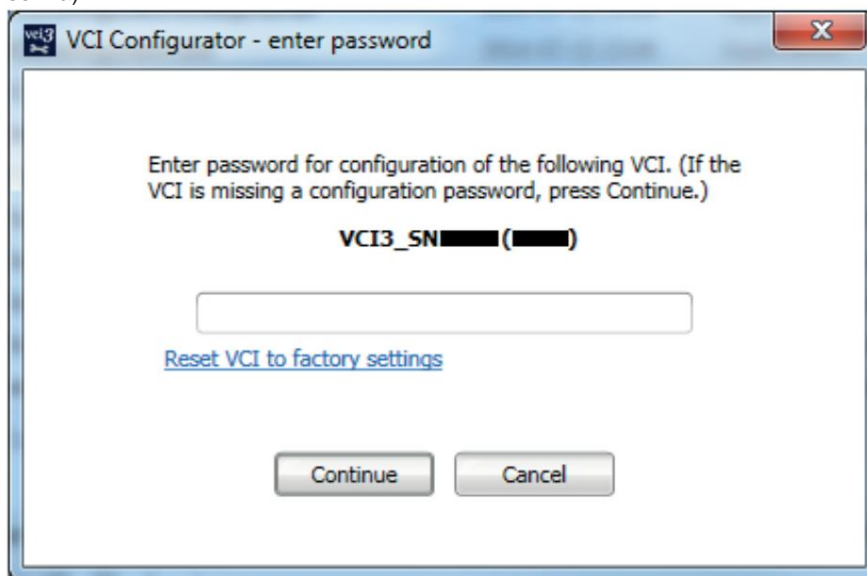 vci3
VCI Configurator - enter password
Enter password for configuration of the following VCI. (If the
VCI is missing a configuration password, press Continue.)
VCI3_SN ( )
Reset VCI to factory settings
Continue
Cancel